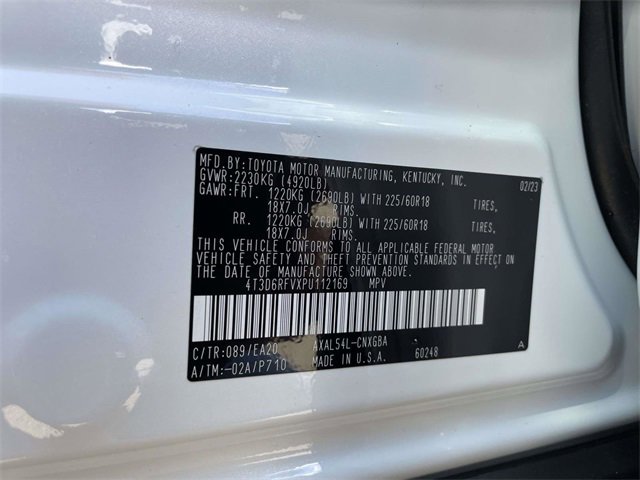 MFD.BY:TOYOTA MOTOR MANUFACTURING, KENTUCKY, INC.
GVWR:2230KG (4920LB) 02/23
GAWR:FRT. 1220KG (2690LB) WITH 225/60R18 TIRES,
18X7.0J RIMS.
RR. 1220KG (2690LB) WITH 225/60R18 TIRES,
18X7.0J RIMS.
THIS VEHICLE CONFORMS TO ALL APPLICABLE FEDERAL MOTOR
VEHICLE SAFETY AND THEFT PREVENTION STANDARDS IN EFFECT
ON THE DATE OF MANUFACTURE SHOWN ABOVE.
4T3D6RFVXPU112169 MPV
C/TR:089/EA20 AXAL54L-CNXGBA
A/TM:-02A/P710 MADE IN U.S.A. 60248 A